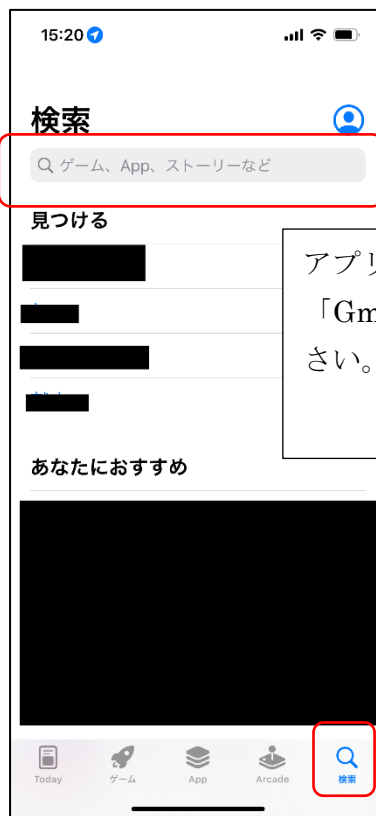 15:20
検索
ゲーム、App、ストーリーなど
見つける
アプリ
「Gm
さい。
あなたにおすすめ
Today
ゲーム
App
Arcade
検索